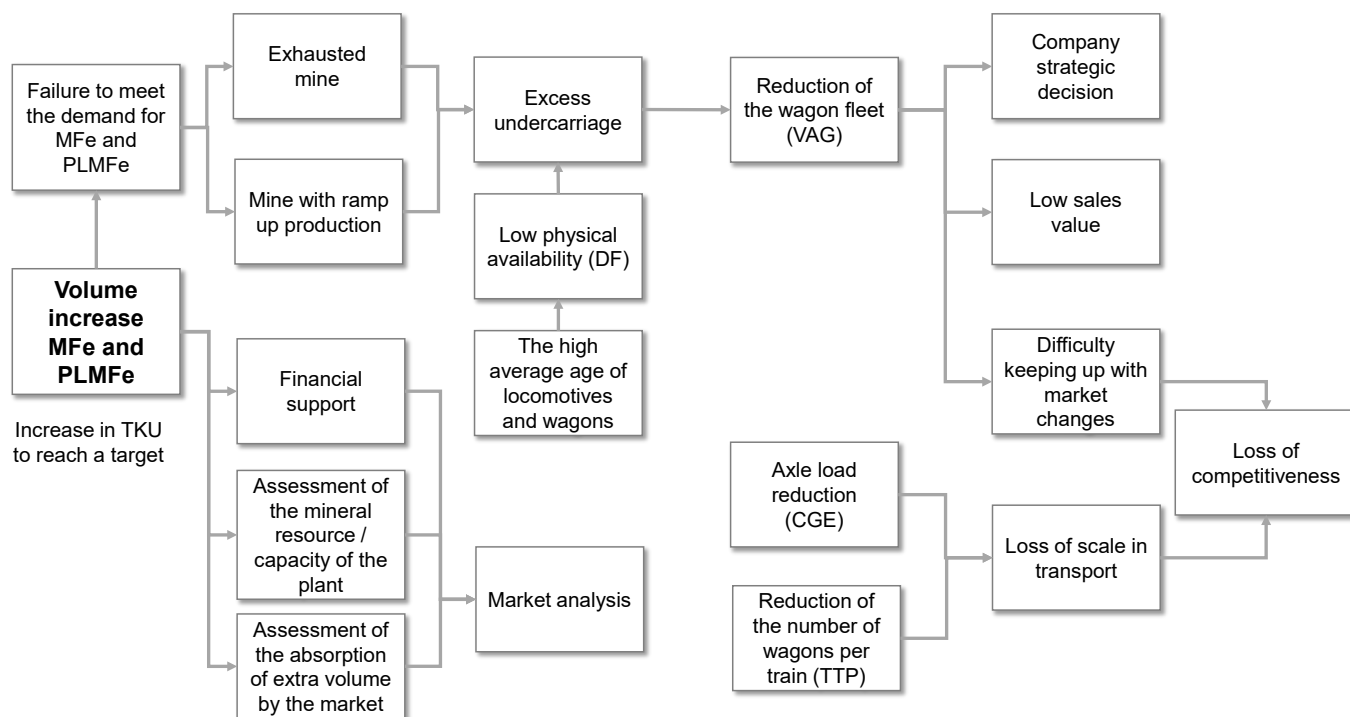 Failure to meet
the demand for
MFe and
PLMFe
Exhausted
mine
Mine with ramp
up production
Excess
undercarriage
Low physical
availability (DF)
The high
average age of
locomotives
and wagons
Reduction of
the wagon fleet
(VAG)
Company
strategic
decision
Low sales
value
Difficulty
keeping up with
market
changes
Volume
increase
MFe and
PLMFe
Increase in TKU
to reach a target
Financial
support
Assessment of
the mineral
resource /
capacity of the
plant
Assessment of
the absorption
of extra volume
by the market
Market analysis
Axle load
reduction
(CGE)
Reduction of
the number of
wagons per
train (TTP)
Loss of scale in
transport
Loss of
competitiveness